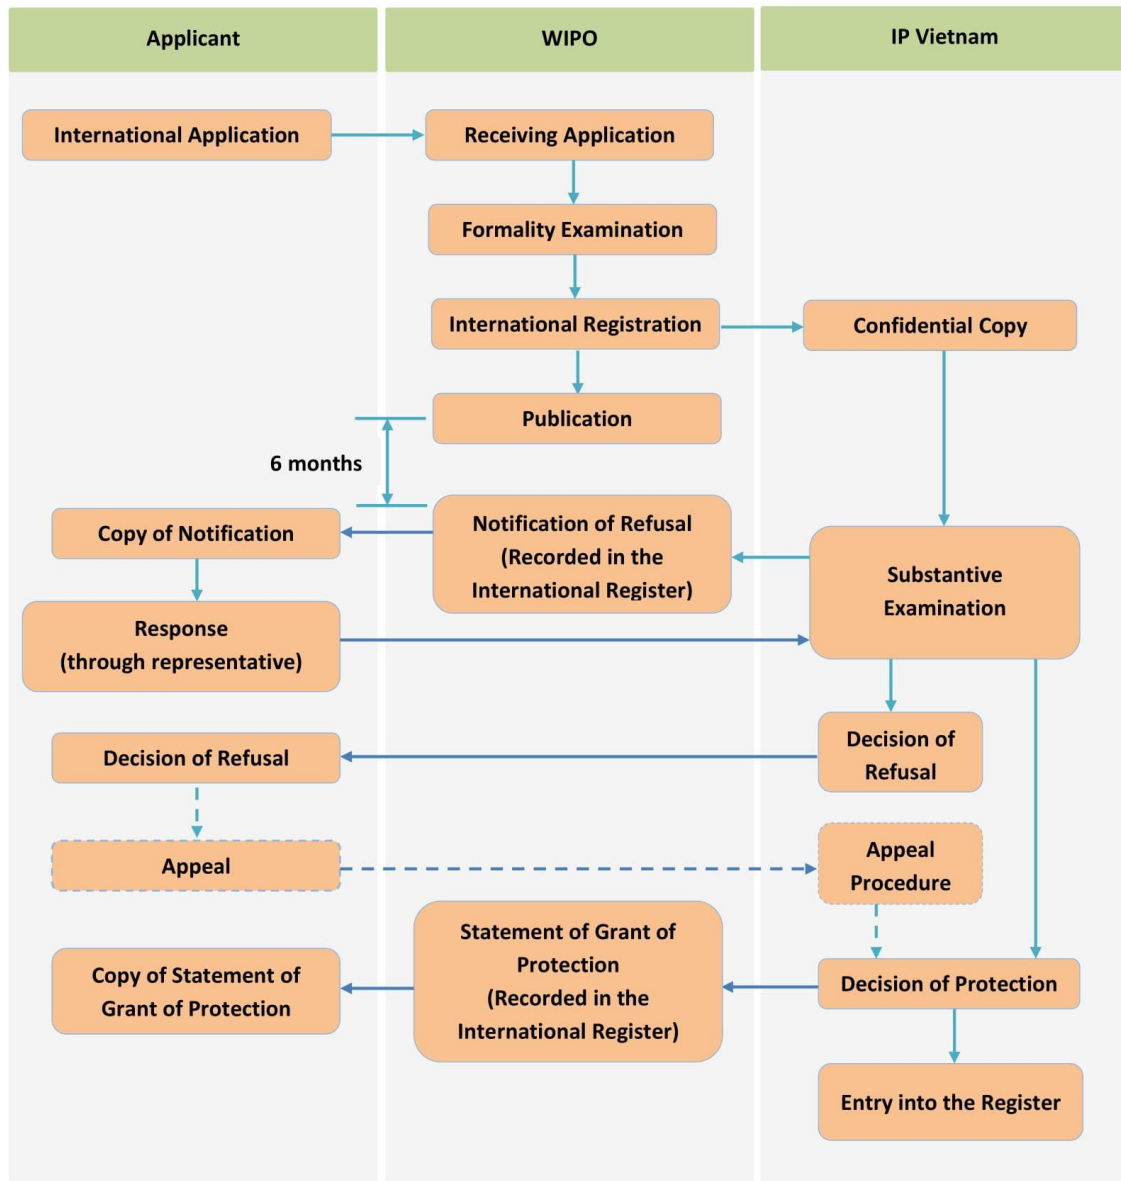 Applicant
WIPO
IP Vietnam
International Application
Receiving Application
Formality Examination
International Registration
Confidential Copy
Publication
6 months
Copy of Notification
Notification of Refusal
(Recorded in the
International Register)
Substantive
Examination
Response
(through representative)
Decision of Refusal
Decision of
Refusal
Appeal
Appeal
Procedure
Copy of Statement of
Grant of Protection
Statement of Grant of
Protection
(Recorded in the
International Register)
Decision of Protection
Entry into the Register